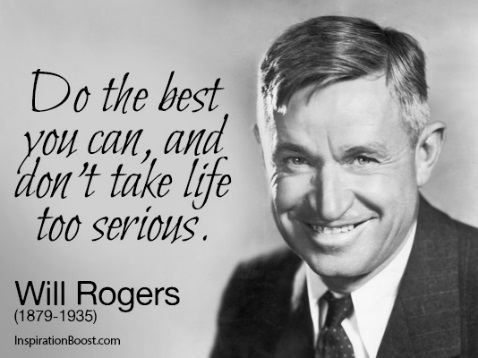 Do the best
you can, and
don't take life
too serious.
Will Rogers
(1879-1935)
InspirationBoost.com